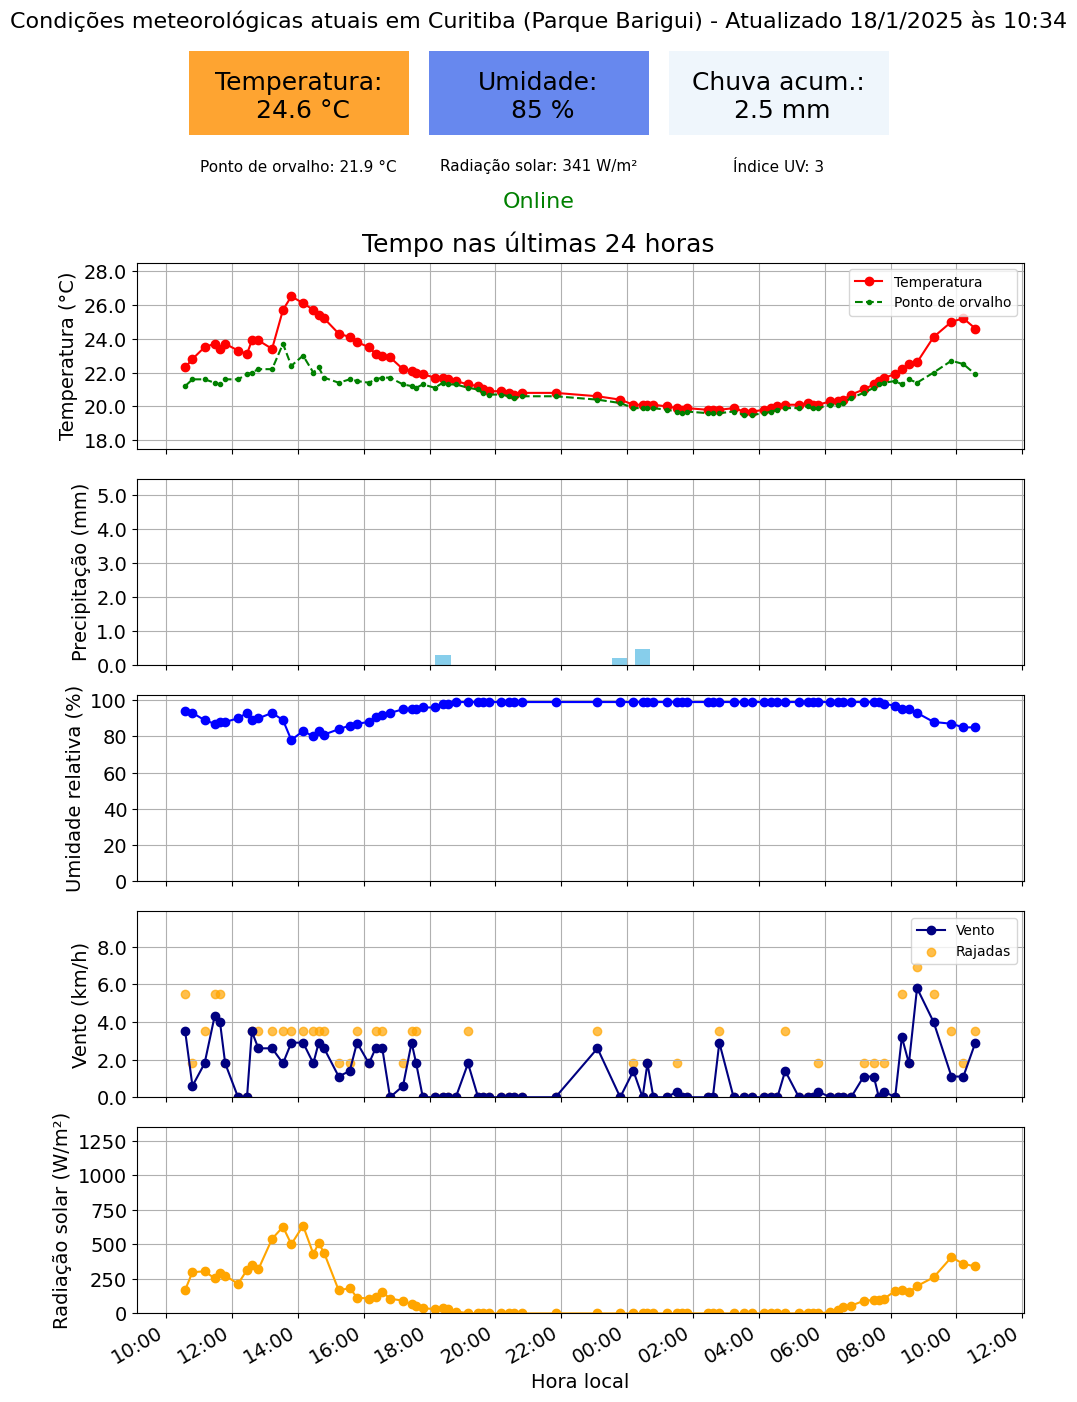 Condições meteorológicas atuais em Curitiba (Parque Barigui) - Atualizado 18/1/2025 às 10:34
Temperatura:
24.6 °C
Umidade:
85 %
Chuva acum.:
2.5 mm
Ponto de orvalho: 21.9 °C
Radiação solar: 341 W/m²
Índice UV: 3
Online
Tempo nas últimas 24 horas
Temperatura (°C)
28.0
26.0
24.0
22.0
20.0
18.0
Temperatura
Ponto de orvalho
Precipitação (mm)
5.0
4.0
3.0
2.0
1.0
0.0
Umidade relativa (%)
100
80
60
40
20
0
Vento (km/h)
8.0
6.0
4.0
2.0
0.0
Vento
Rajadas
Radiação solar (W/m²)
1250
1000
750
500
250
0
10:00
12:00
14:00
16:00
18:00
20:00
22:00
00:00
02:00
04:00
06:00
08:00
10:00
12:00
Hora local